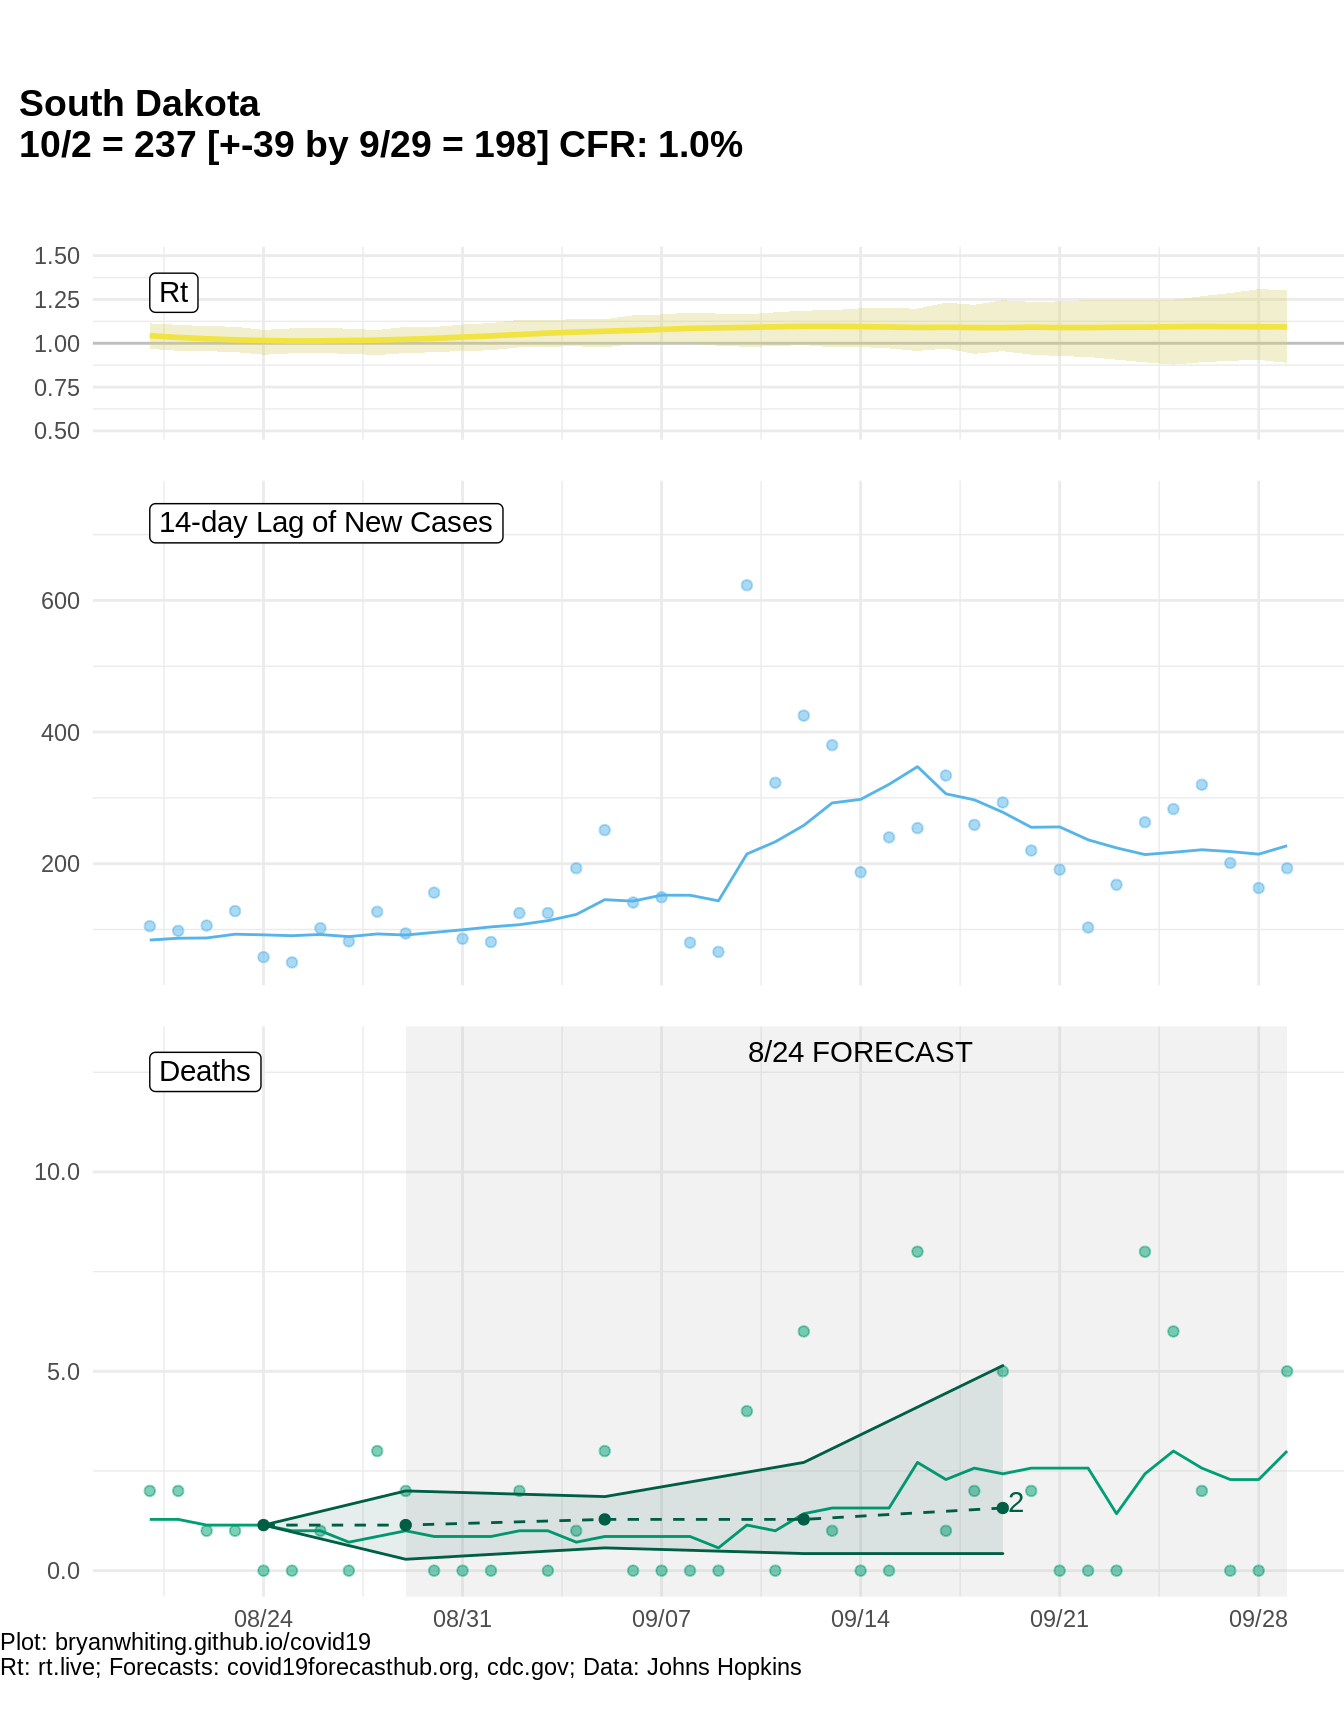 South Dakota
10/2 = 237 [+-39 by 9/29 = 198] CFR: 1.0%
1.50
Rt
1.25
1.00
0.75
0.50
14-day Lag of New Cases
600
400
200
8/24 FORECAST
Deaths
10.0
5.0
2
0.0
08/24 08/31 09/07 09/14 09/21 09/28
Plot: bryanwhiting.github.io/covid19
Rt: rt.live; Forecasts: covid19forecasthub.org, cdc.gov; Data: Johns Hopkins